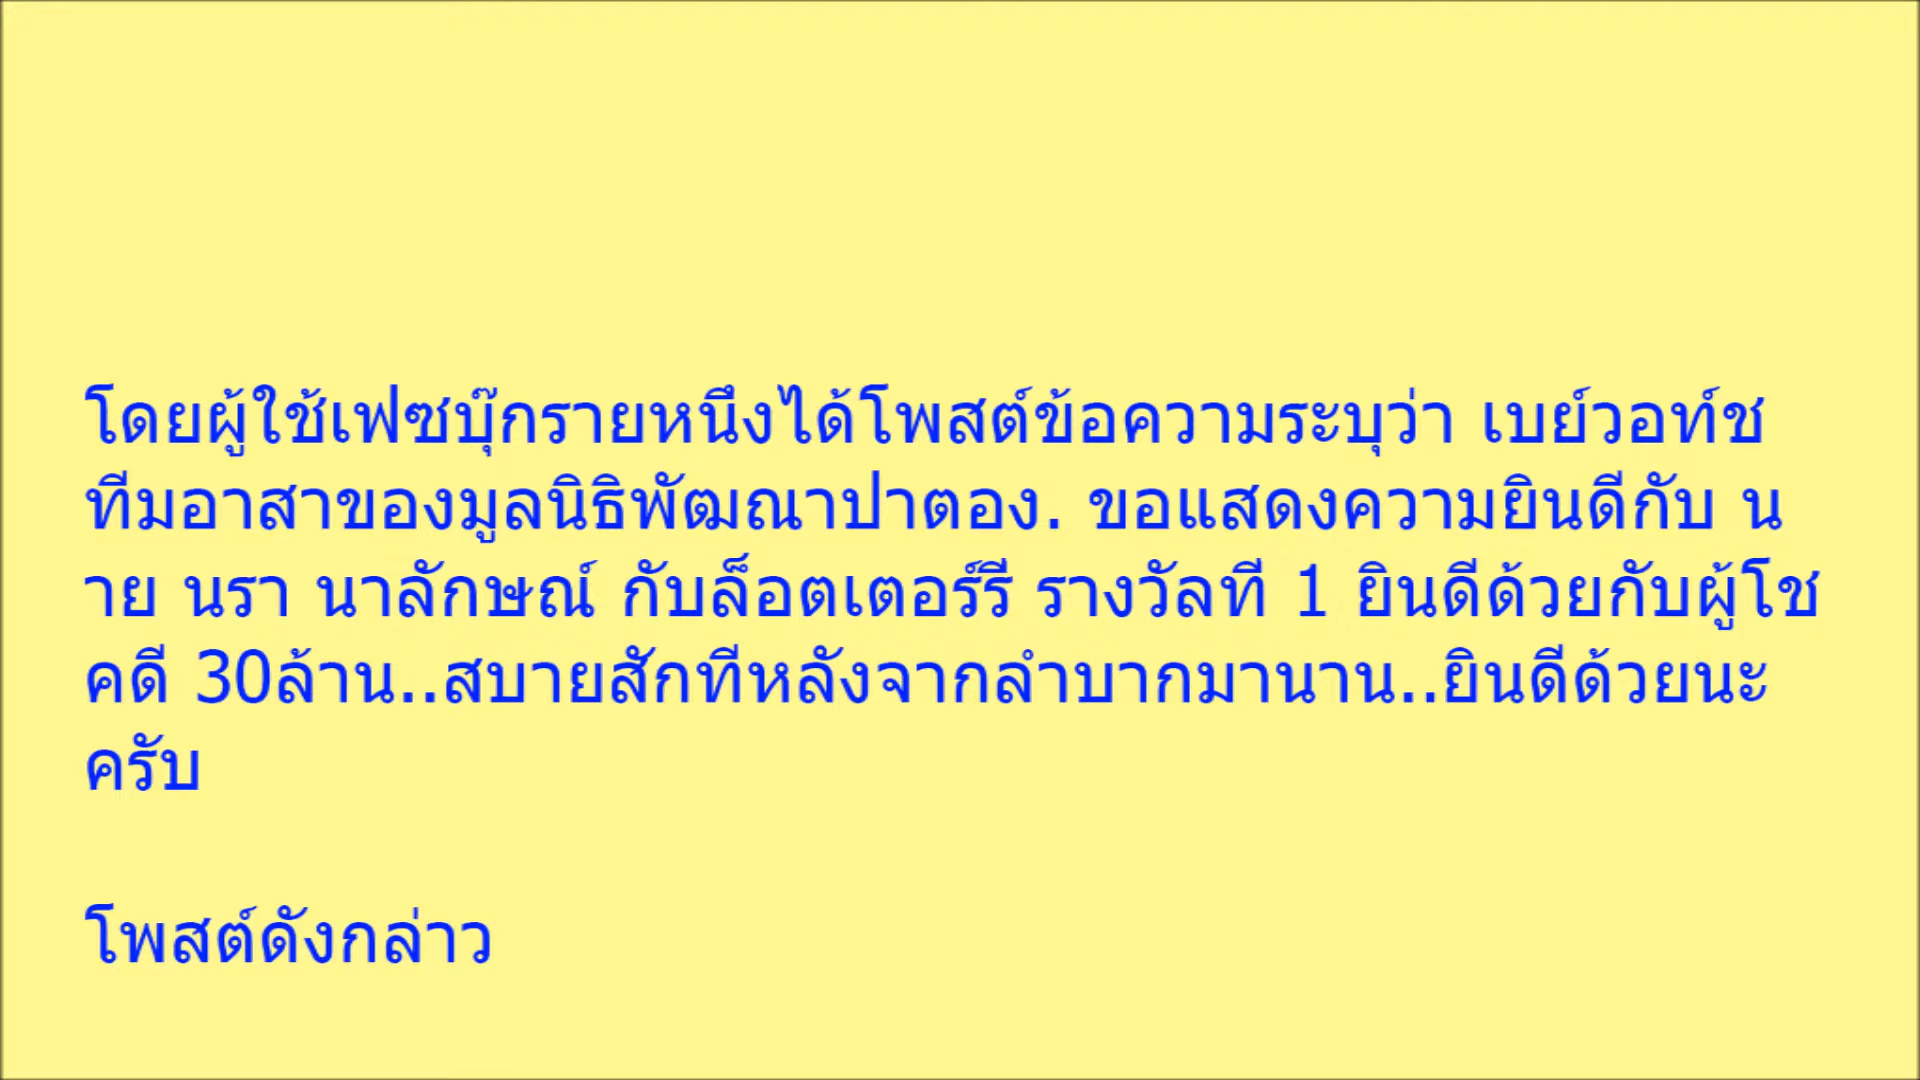 โดยผู้ใช้เฟซบุ๊กรายหนึ่งได้โพสต์ข้อความระบุว่า เบย์วอท์ช
ทีมอาสาของมูลนิธิพัฒณาป่าตอง. ขอแสดงความยินดีกับ น
าย นรา นาลักษณ์ กับล็อตเตอร์รี่ รางวัลที่ 1 ยินดีด้วยกับผู้โช
คดี 30ล้าน..สบายสักทีหลังจากลำบากมานาน..ยินดีด้วยนะ
ครับ
โพสต์ดังกล่าว